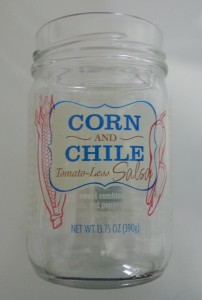 CORN
AND
CHILE
Tomato-Less Salsa
NET WT 13.75 OZ (390g)